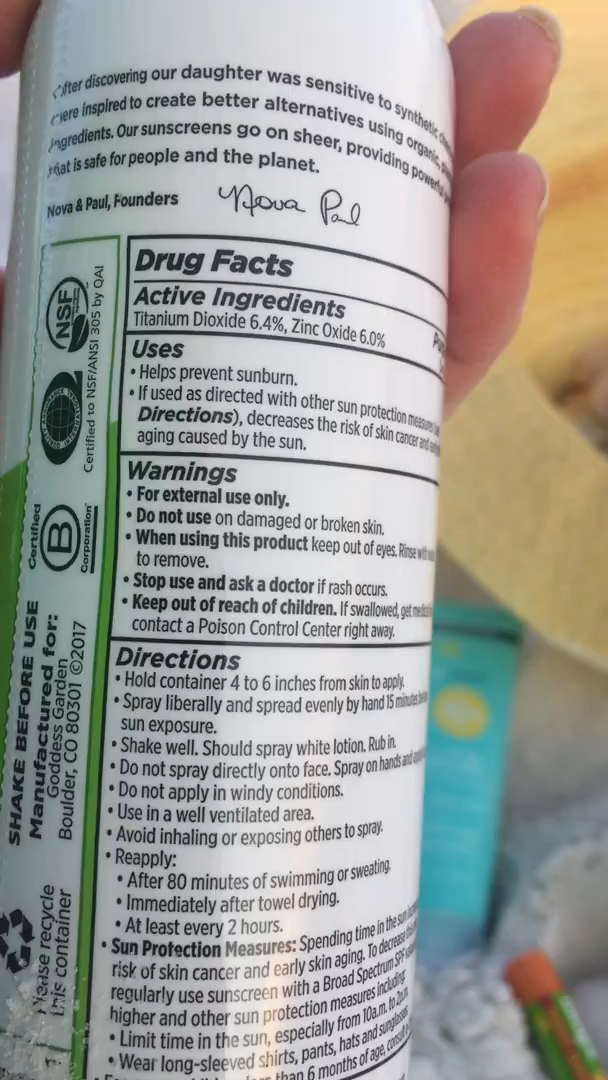 After discovering our daughter was sensitive to synthetic
were inspired to create better alternatives using organic,
ingredients. Our sunscreens go on sheer, providing powerful
that is safe for people and the planet.
Nova & Paul, Founders
Nova Paul
Drug Facts
Active Ingredients
Titanium Dioxide 6.4%, Zinc Oxide 6.0%
Uses
• Helps prevent sunburn.
• If used as directed with other sun protection measures
Directions), decreases the risk of skin cancer and
aging caused by the sun.
Warnings
• For external use only.
• Do not use on damaged or broken skin.
• When using this product keep out of eyes. Rinse with
to remove.
• Stop use and ask a doctor if rash occurs.
• Keep out of reach of children. If swallowed, get
contact a Poison Control Center right away.
Directions
• Hold container 4 to 6 inches from skin to apply.
• Spray liberally and spread evenly by hand 15 minutes
sun exposure.
• Shake well. Should spray white lotion. Rub in.
• Do not spray directly onto face. Spray on hands and
• Do not apply in windy conditions.
• Use in a well ventilated area.
• Avoid inhaling or exposing others to spray.
• Reapply:
• After 80 minutes of swimming or sweating.
• Immediately after towel drying.
• At least every 2 hours.
• Sun Protection Measures: Spending time in the sun
risk of skin cancer and early skin aging. To decrease this
regularly use sunscreen with a Broad Spectrum SPF
higher and other sun protection measures including:
• Limit time in the sun, especially from 10a.m. to 2p.m.
• Wear long-sleeved shirts, pants, hats and sunglasses
than 6 months of age,
NSF
Certified to NSF/ANSI 305 by QAI
Certified
B
Corporation
SHAKE BEFORE USE
Manufactured for:
Goddess Garden
Boulder, CO 80301 ©2017
Please recycle
this container